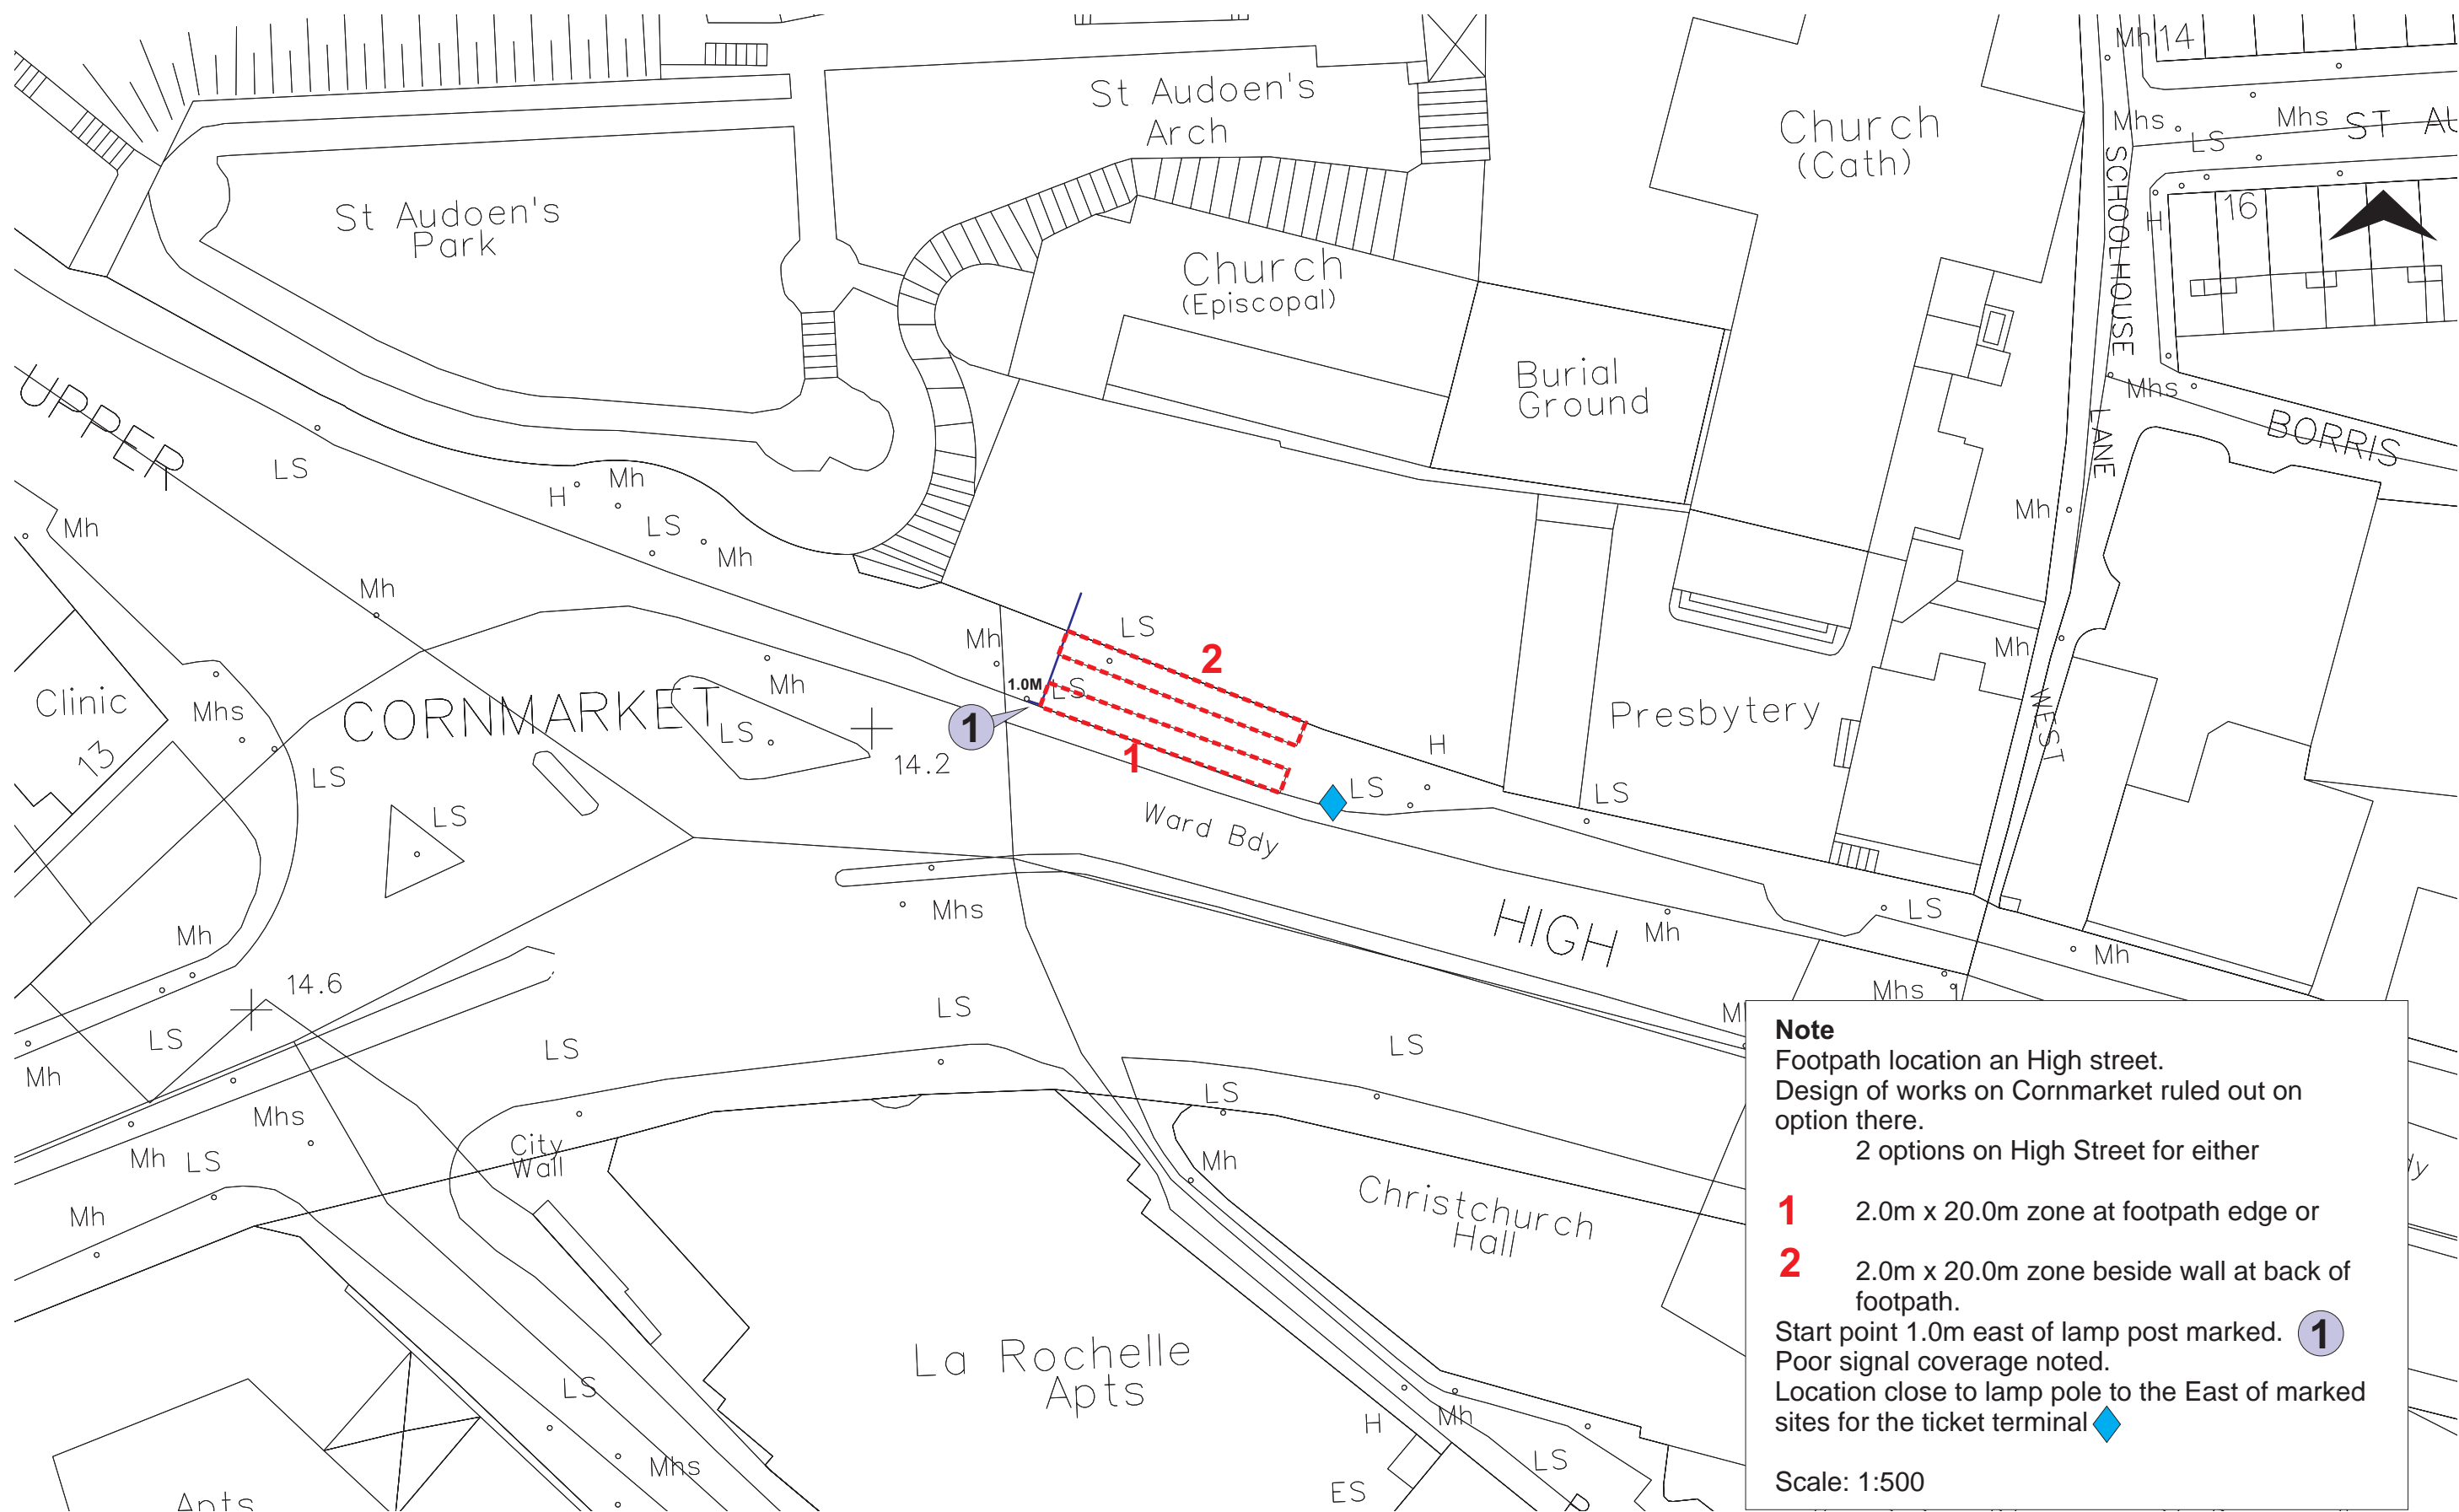 Mh 14
St Audoen's
Arch
Church
(Cath)
Mhs
LS
Mhs ST AU
SCHOOLHOUSE
LANE
WEST
H
16
St Audoen's
Park
Church
(Episcopal)
Burial
Ground
Mhs
BORRIS
UPPER
LS
H
Mh
LS
Mh
Mh
Mh
Mh
Mh
LS
2
Mh
1.0M
LS
1
1
Clinic
13
Mhs
LS
CORNMARKET
Mh
LS
14.2
LS
H
LS
Presbytery
LS
Ward Bdy
Mhs
HIGH
Mh
LS
Mh
Mhs
Mh
14.6
LS
Mh
LS
LS
LS
LS
Mh
Mhs
Mh LS
Mh
City
Wall
Christchurch
Hall
La Rochelle
Apts
LS
Mhs
Apts
H
Mh
LS
ES
Note
Footpath location an High street.
Design of works on Cornmarket ruled out on
option there.
2 options on High Street for either
1 2.0m x 20.0m zone at footpath edge or
2 2.0m x 20.0m zone beside wall at back of
footpath.
Start point 1.0m east of lamp post marked. 1
Poor signal coverage noted.
Location close to lamp pole to the East of marked
sites for the ticket terminal
Scale: 1:500